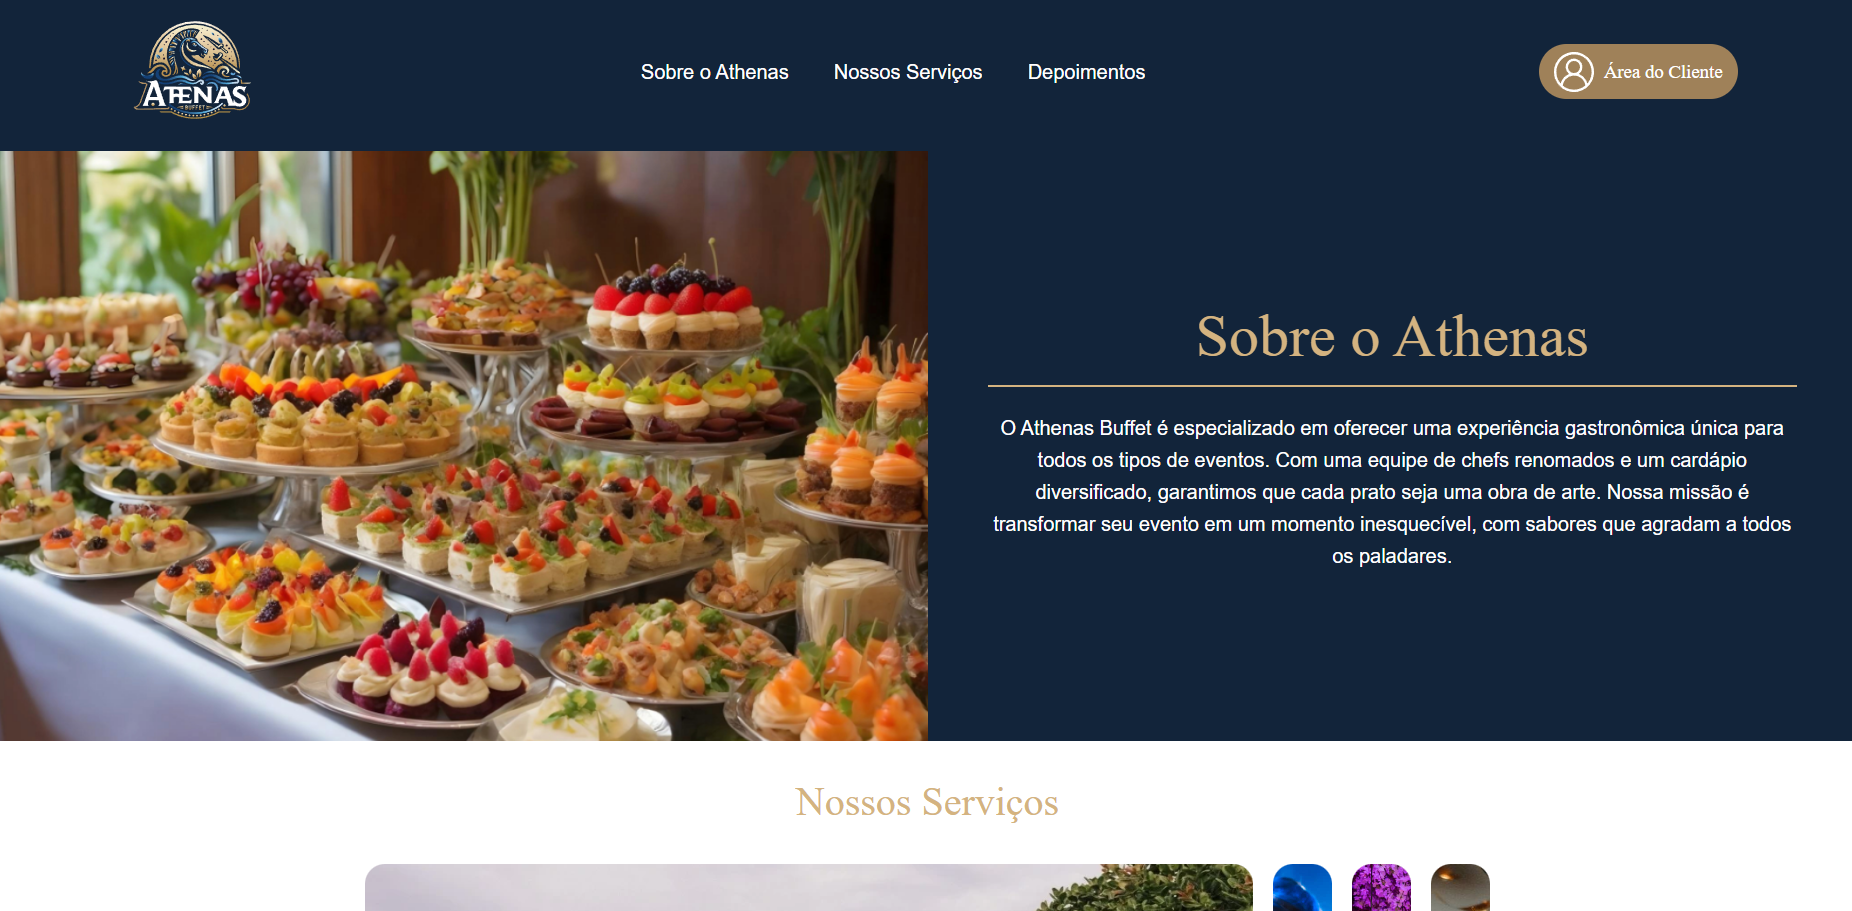 ATENAS
BUFFET
Sobre o Athenas
Nossos Serviços
Depoimentos
Área do Cliente
Sobre o Athenas
O Athenas Buffet é especializado em oferecer uma experiência gastronômica única para
todos os tipos de eventos. Com uma equipe de chefs renomados e um cardápio
diversificado, garantimos que cada prato seja uma obra de arte. Nossa missão é
transformar seu evento em um momento inesquecível, com sabores que agradam a todos
os paladares.
Nossos Serviços